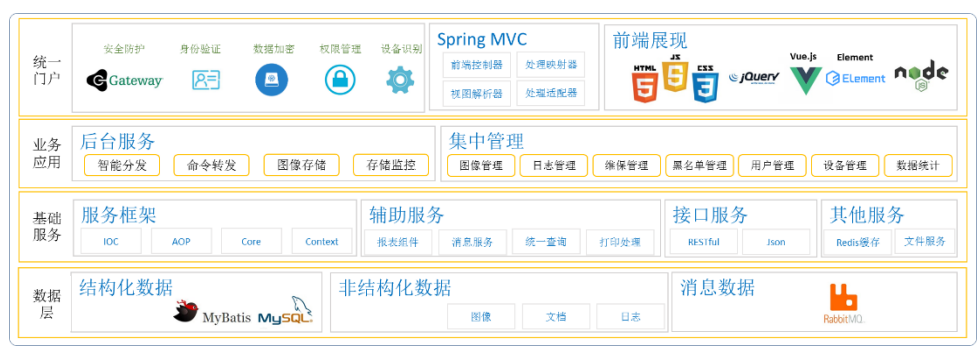 统一
门户
安全防护 身份验证 数据加密 权限管理 设备识别
Gateway
Spring MVC
前端控制器 处理映射器
视图解析器 处理适配器
前端展现
HTML JS CSS
5 5 3
jQuery
Vue.js
Element
ELement
node
JS
业务
应用
后台服务
智能分发 命令转发 图像存储 存储监控
集中管理
图像管理 日志管理 维保管理 黑名单管理 用户管理 设备管理 数据统计
基础
服务
服务框架
IOC AOP Core Context
辅助服务
报表组件 消息服务 统一查询 打印处理
接口服务
RESTful Json
其他服务
Redis缓存 文件服务
数据
层
结构化数据
MyBatis MySQL
非结构化数据
图像 文档 日志
消息数据
RabbitMQ